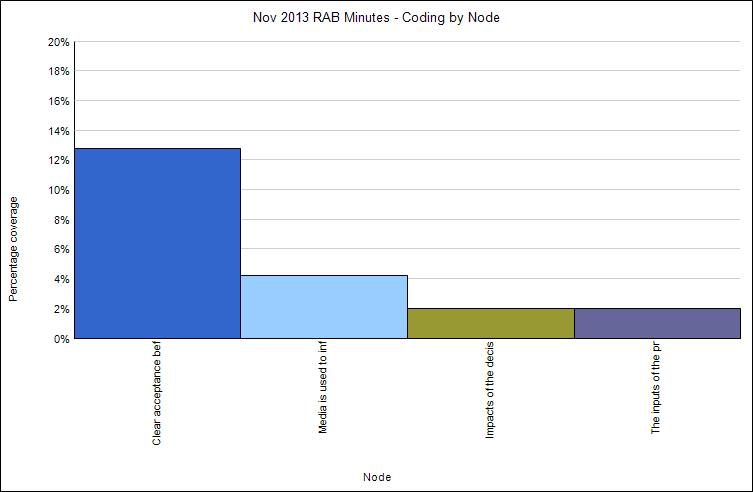 Nov 2013 RAB Minutes - Coding by Node
20%
18%
16%
14%
12%
10%
8%
6%
4%
2%
0%
Percentage coverage
Clear acceptance bef
Media is used to inf
Impacts of the decis
The inputs of the pr
Node